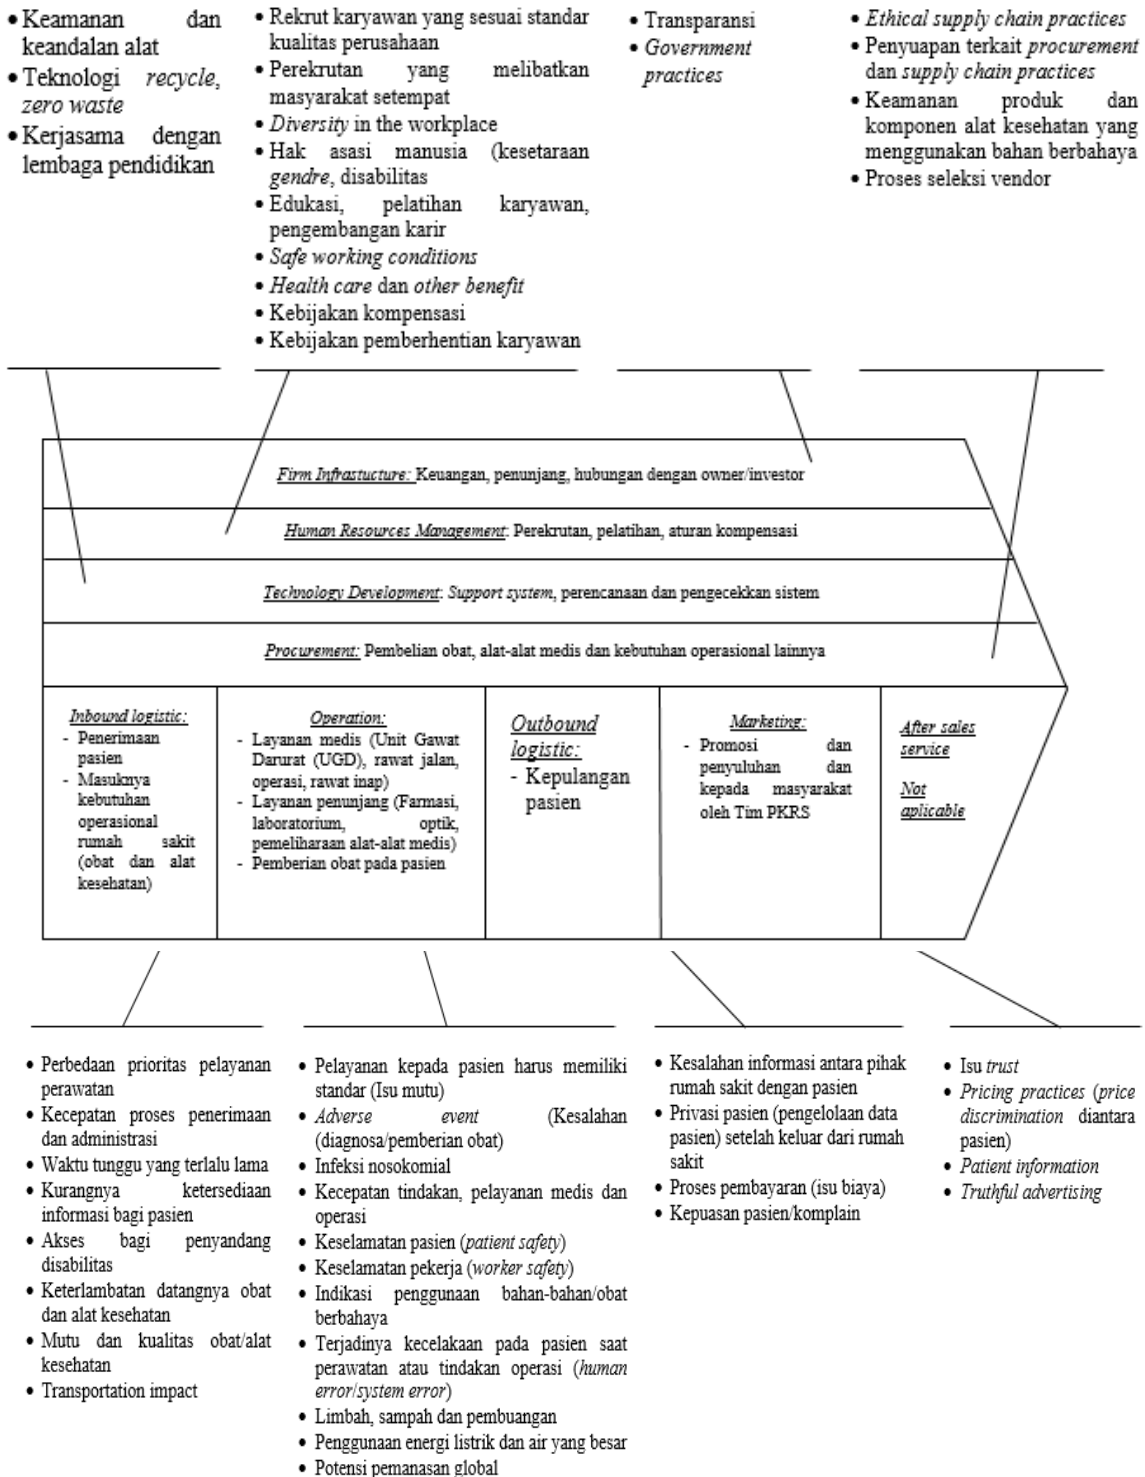 • Keamanan dan
keandalan alat
• Teknologi recycle,
zero waste
• Kerjasama dengan
lembaga pendidikan
• Rekrut karyawan yang sesuai standar
kualitas perusahaan
• Perekrutan yang melibatkan
masyarakat setempat
• Diversity in the workplace
• Hak asasi manusia (kesetaraan
gendre, disabilitas
• Edukasi, pelatihan karyawan,
pengembangan karir
• Safe working conditions
• Health care dan other benefit
• Kebijakan kompensasi
• Kebijakan pemberhentian karyawan
• Transparansi
• Government
practices
• Ethical supply chain practices
• Penyuapan terkait procurement
dan supply chain practices
• Keamanan produk dan
komponen alat kesehatan yang
menggunakan bahan berbahaya
• Proses seleksi vendor
Firm Infrastucture: Keuangan, penunjang, hubungan dengan owner/investor
Human Resources Management: Perekrutan, pelatihan, aturan kompensasi
Technology Development: Support system, perencanaan dan pengecekkan sistem
Procurement: Pembelian obat, alat-alat medis dan kebutuhan operasional lainnya
Inbound logistic:
- Penerimaan
pasien
- Masuknya
kebutuhan
operasional
rumah sakit
(obat dan alat
kesehatan)
Operation:
- Layanan medis (Unit Gawat
Darurat (UGD), rawat jalan,
operasi, rawat inap)
- Layanan penunjang (Farmasi,
laboratorium, optik,
pemeliharaan alat-alat medis)
- Pemberian obat pada pasien
Outbound
logistic:
- Kepulangan
pasien
Marketing:
- Promosi dan
penyuluhan dan
kepada masyarakat
oleh Tim PKRS
After sales
service
Not
aplicable
• Perbedaan prioritas pelayanan
perawatan
• Kecepatan proses penerimaan
dan administrasi
• Waktu tunggu yang terlalu lama
• Kurangnya ketersediaan
informasi bagi pasien
• Akses bagi penyandang
disabilitas
• Keterlambatan datangnya obat
dan alat kesehatan
• Mutu dan kualitas obat/alat
kesehatan
• Transportation impact
• Pelayanan kepada pasien harus memiliki
standar (Isu mutu)
• Adverse event (Kesalahan
(diagnosa/pemberian obat)
• Infeksi nosokomial
• Kecepatan tindakan, pelayanan medis dan
operasi
• Keselamatan pasien (patient safety)
• Keselamatan pekerja (worker safety)
• Indikasi penggunaan bahan-bahan/obat
berbahaya
• Terjadinya kecelakaan pada pasien saat
perawatan atau tindakan operasi (human
error/system error)
• Limbah, sampah dan pembuangan
• Penggunaan energi listrik dan air yang besar
• Potensi pemanasan global
• Kesalahan informasi antara pihak
rumah sakit dengan pasien
• Privasi pasien (pengelolaan data
pasien) setelah keluar dari rumah
sakit
• Proses pembayaran (isu biaya)
• Kepuasan pasien/komplain
• Isu trust
• Pricing practices (price
discrimination diantara
pasien)
• Patient information
• Truthful advertising